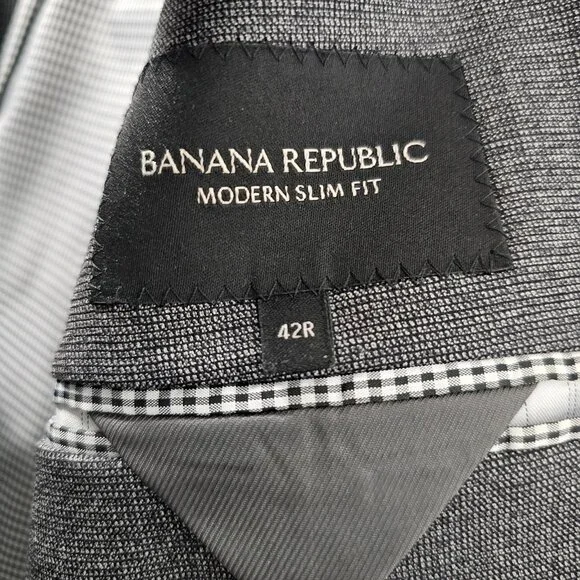 BANANA REPUBLIC
MODERN SLIM FIT
42R